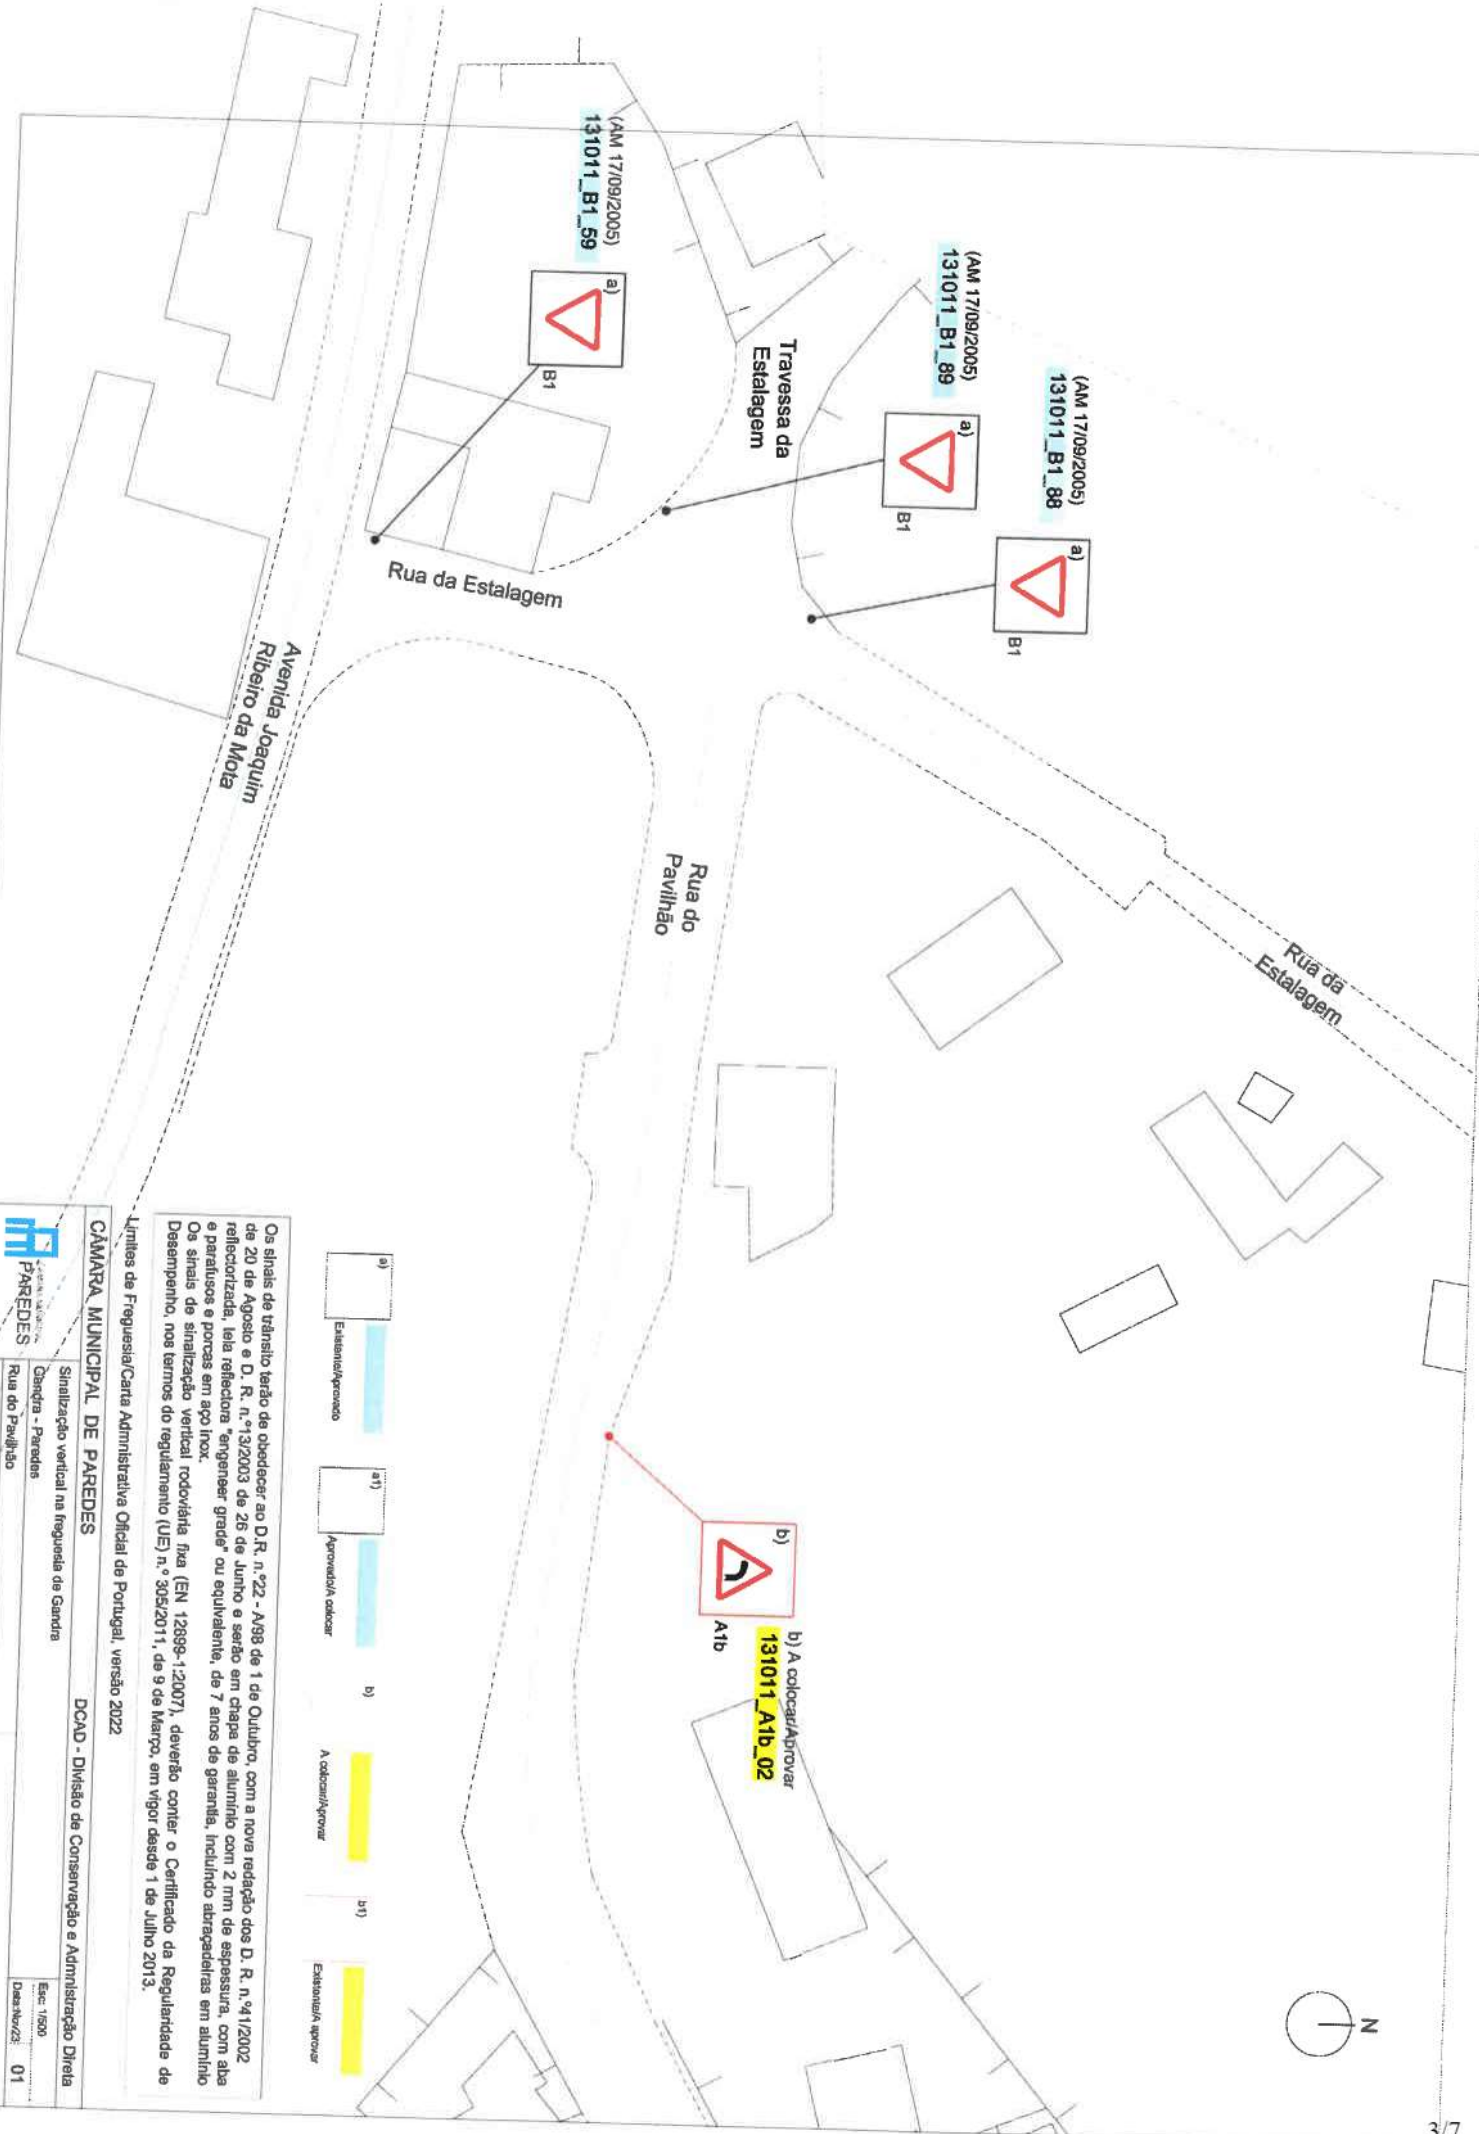 (AM 17/09/2005)
131011_B1_59
a)
B1
(AM 17/09/2005)
131011_B1_89
a)
B1
(AM 17/09/2005)
131011_B1_88
a)
B1
Travessa da
Estalagem
Rua da Estalagem
Avenida Joaquim
Ribeiro da Mota
Rua do
Pavilhão
Rua da
Estalagem
b)
A1b
b) A colocar/Aprovar
131011_A1b_02
N
a)
Existente/Aprovado
a1)
Aprovado/A colocar
b)
A colocar/Aprovar
b1)
Existente/A aprovar
Os sinais de trânsito terão de obedecer ao D.R. n.º22 - A/98 de 1 de Outubro, com a nova redação dos D. R. n.º41/2002
de 20 de Agosto e D. R. n.º13/2003 de 26 de Junho e serão em chapa de alumínio com 2 mm de espessura, com aba
reflectorizada, tela reflectora "engeneer grade" ou equivalente, de 7 anos de garantia, incluindo abraçadeiras em alumínio
e parafusos e porcas em aço inox.
Os sinais de sinalização vertical rodoviária fixa (EN 12899-1:2007), deverão conter o Certificado da Regularidade de
Desempenho, nos termos do regulamento (UE) n.º 305/2011, de 9 de Março, em vigor desde 1 de Julho 2013.
Limites de Freguesia/Carta Admnistrativa Oficial de Portugal, versão 2022
CÂMARA MUNICIPAL DE PAREDES
DCAD - Divisão de Conservação e Admnistração Direta
PAREDES
Sinalização vertical na freguesia de Gandra
Gandra - Paredes
Rua do Pavilhão
Esc: 1/500
Data:Nov/23
01
3/7